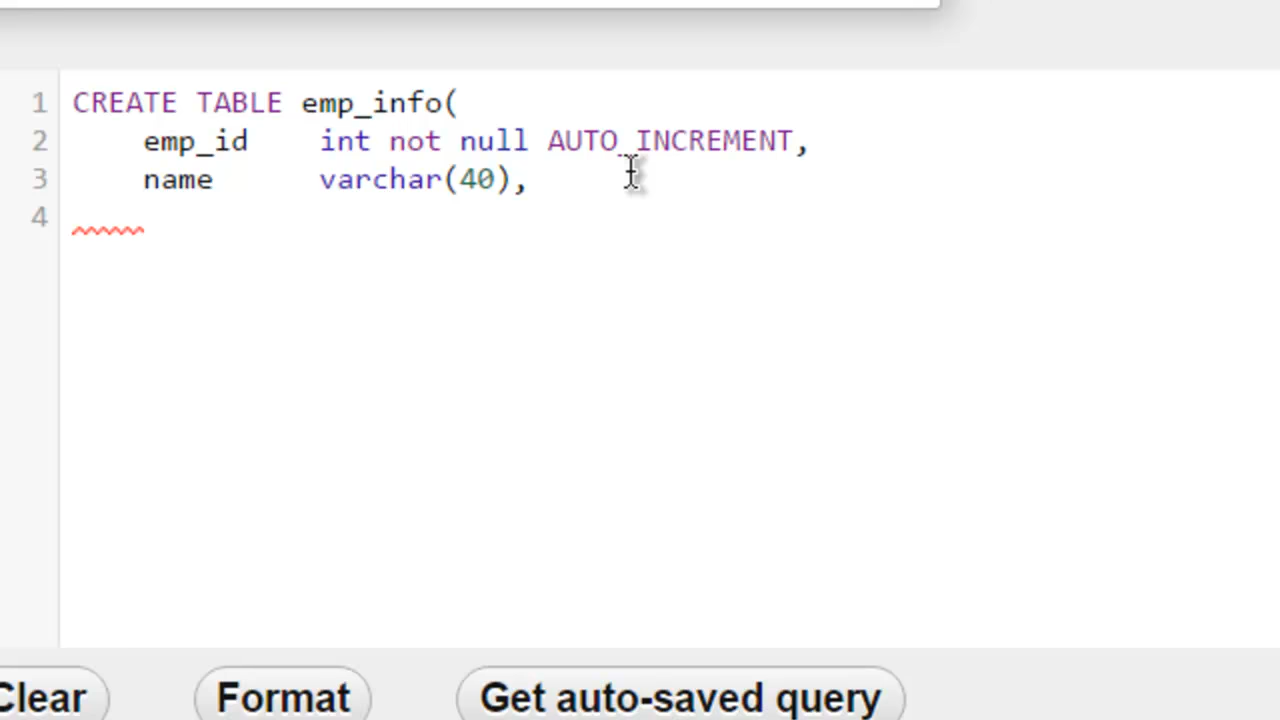 1 CREATE TABLE emp_info(
2 emp_id int not null AUTO_INCREMENT,
3 name varchar(40),
4
Clear Format Get auto-saved query